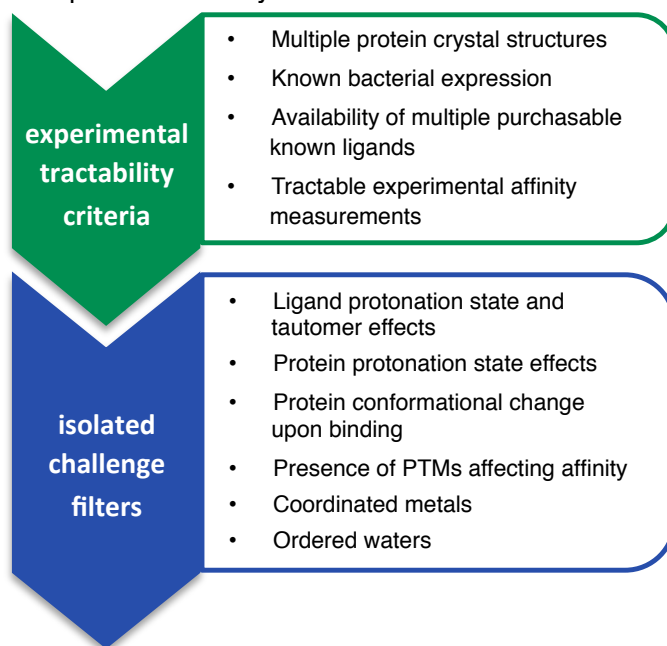 experimental
tractability
criteria
• Multiple protein crystal structures
• Known bacterial expression
• Availability of multiple purchasable
known ligands
• Tractable experimental affinity
measurements
isolated
challenge
filters
• Ligand protonation state and
tautomer effects
• Protein protonation state effects
• Protein conformational change
upon binding
• Presence of PTMs affecting affinity
• Coordinated metals
• Ordered waters